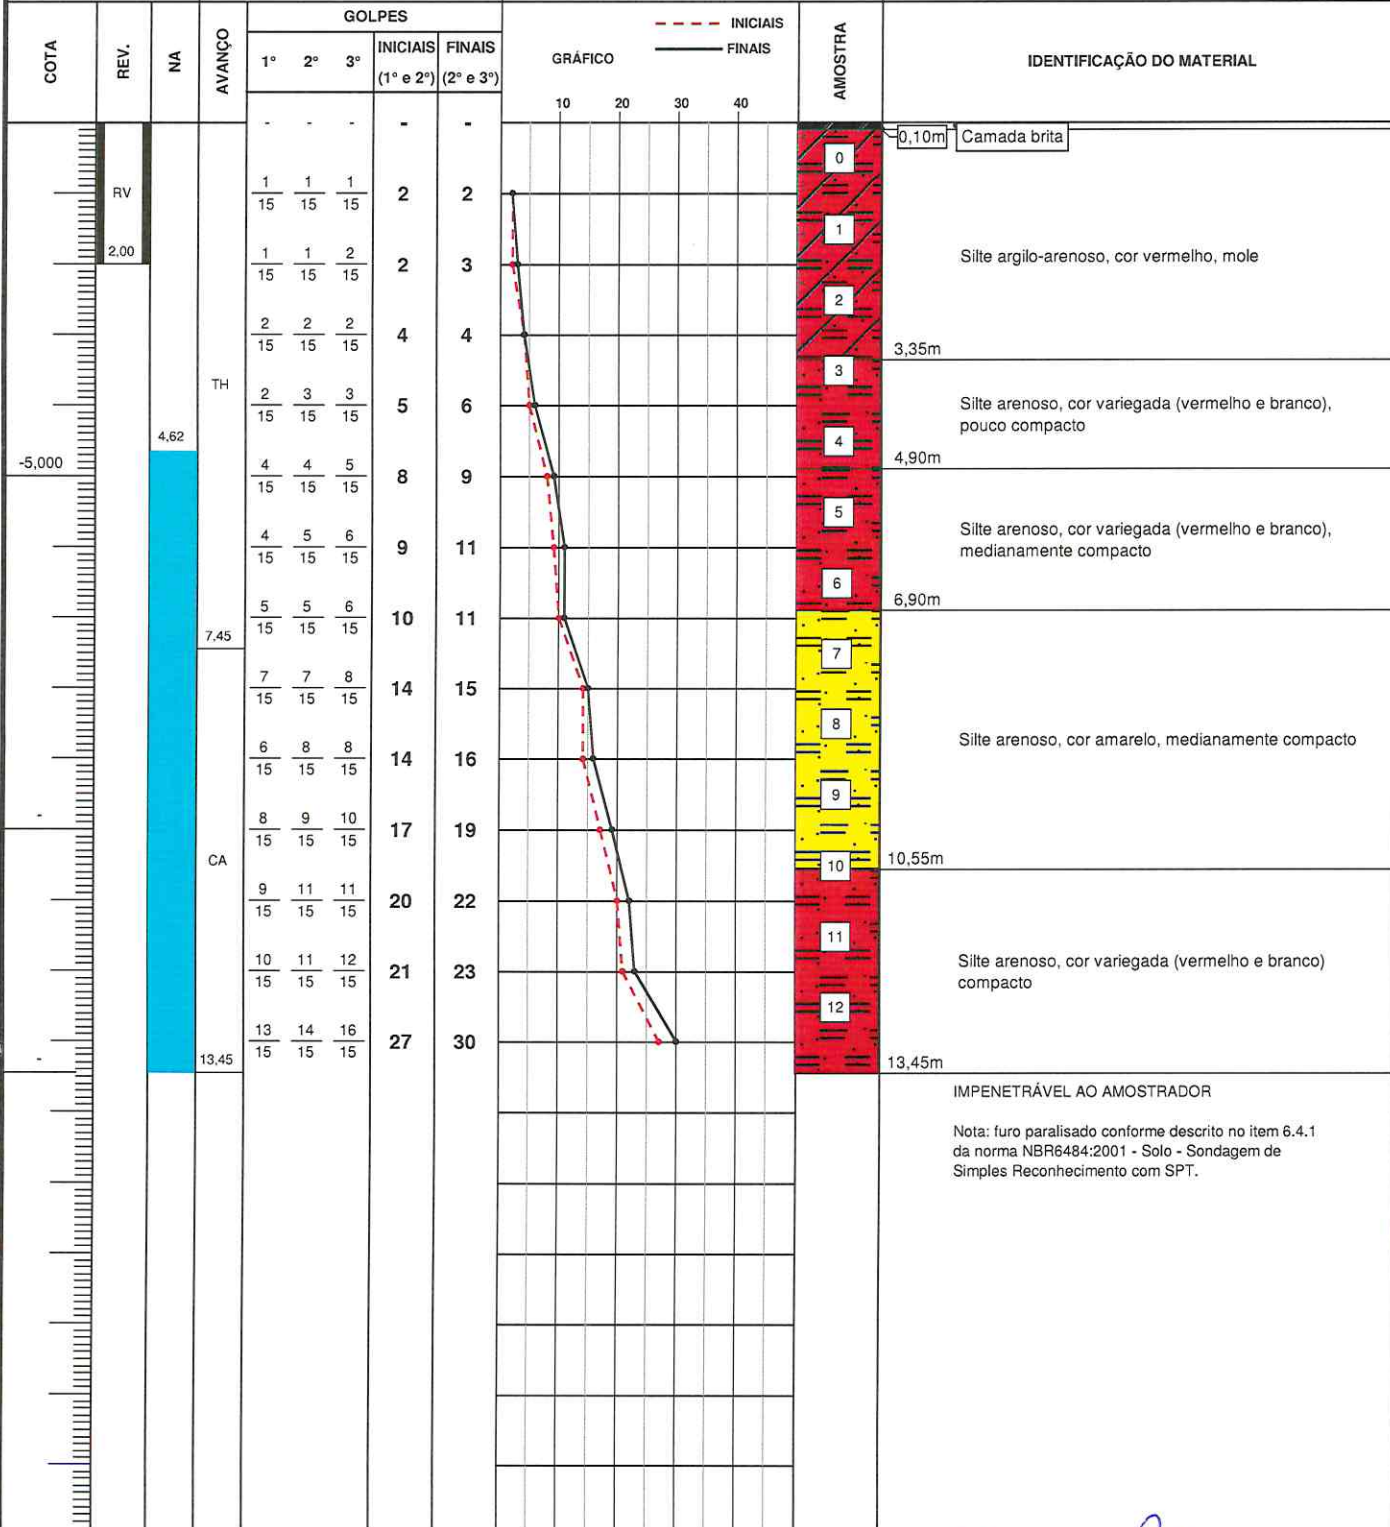 COTA
REV.
NA
AVANÇO
GOLPES
1° 2° 3°
INICIAIS
(1° e 2°)
FINAIS
(2° e 3°)
GRÁFICO
INICIAIS
FINAIS
10 20 30 40
AMOSTRA
IDENTIFICAÇÃO DO MATERIAL
- - - - -
0,10m Camada brita
0
RV
1/15 1/15 1/15 2 2
1
2,00
1/15 1/15 2/15 2 3
Silte argilo-arenoso, cor vermelho, mole
2
2/15 2/15 2/15 4 4
3,35m
3
TH
2/15 3/15 3/15 5 6
Silte arenoso, cor variegada (vermelho e branco),
pouco compacto
4,62
4
4,90m
-5,000
4/15 4/15 5/15 8 9
5
4/15 5/15 6/15 9 11
Silte arenoso, cor variegada (vermelho e branco),
medianamente compacto
6
6,90m
5/15 5/15 6/15 10 11
7,45
7
7/15 7/15 8/15 14 15
8
6/15 8/15 8/15 14 16
Silte arenoso, cor amarelo, medianamente compacto
9
-
8/15 9/15 10/15 17 19
CA
10
10,55m
9/15 11/15 11/15 20 22
11
10/15 11/15 12/15 21 23
Silte arenoso, cor variegada (vermelho e branco)
compacto
12
13/15 14/15 16/15 27 30
-
13,45
13,45m
IMPENETRÁVEL AO AMOSTRADOR
Nota: furo paralisado conforme descrito no item 6.4.1
da norma NBR6484:2001 - Solo - Sondagem de
Simples Reconhecimento com SPT.